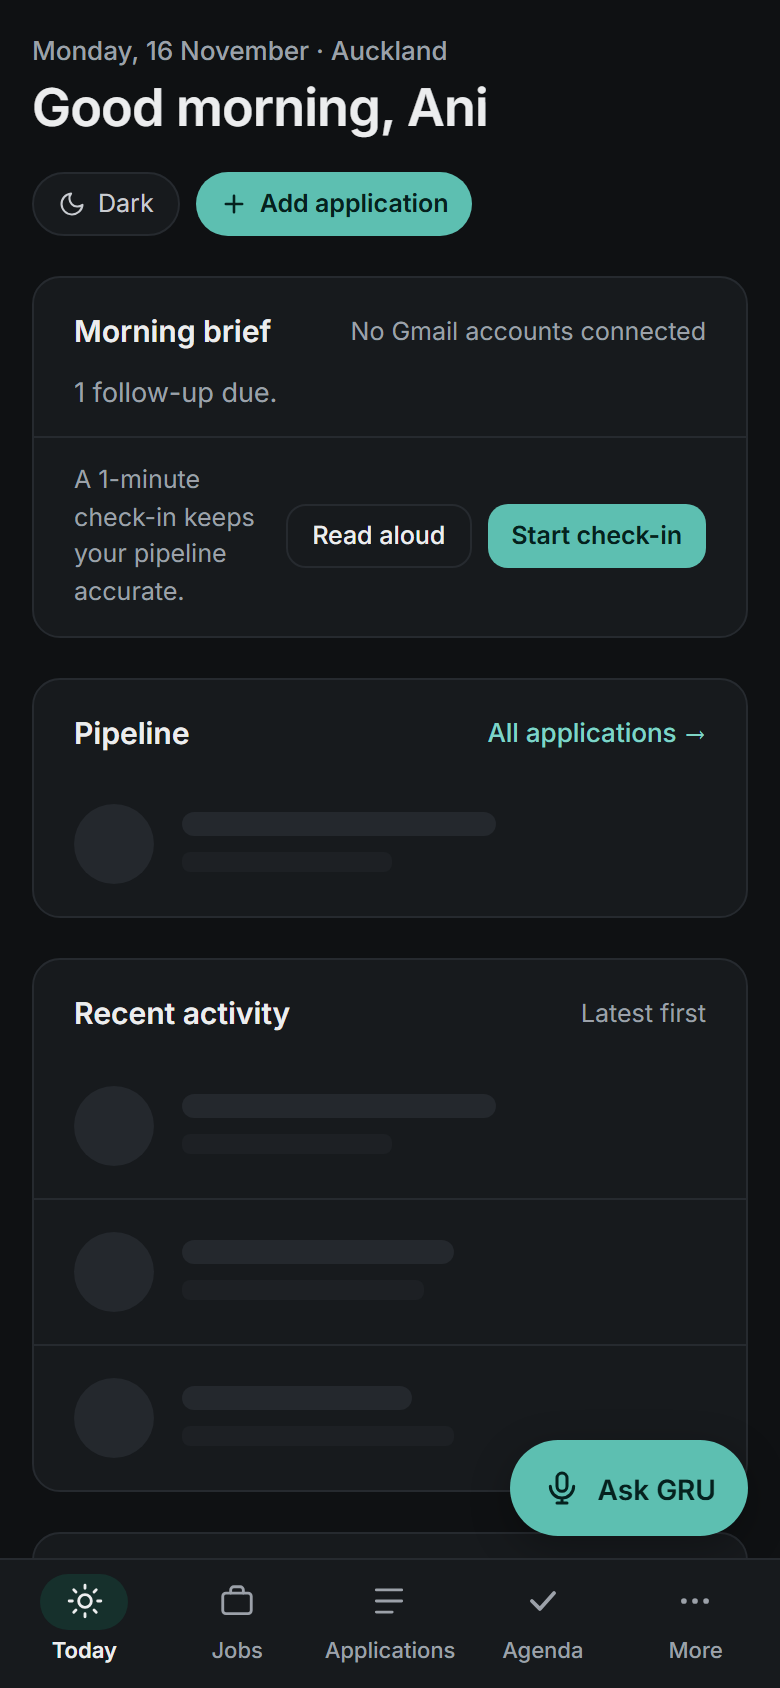 Monday, 16 November · Auckland
Good morning, Ani
Dark
Add application
Morning brief
No Gmail accounts connected
1 follow-up due.
A 1-minute
check-in keeps
your pipeline
accurate.
Read aloud
Start check-in
Pipeline
All applications →
Recent activity
Latest first
Ask GRU
Today
Jobs
Applications
Agenda
More